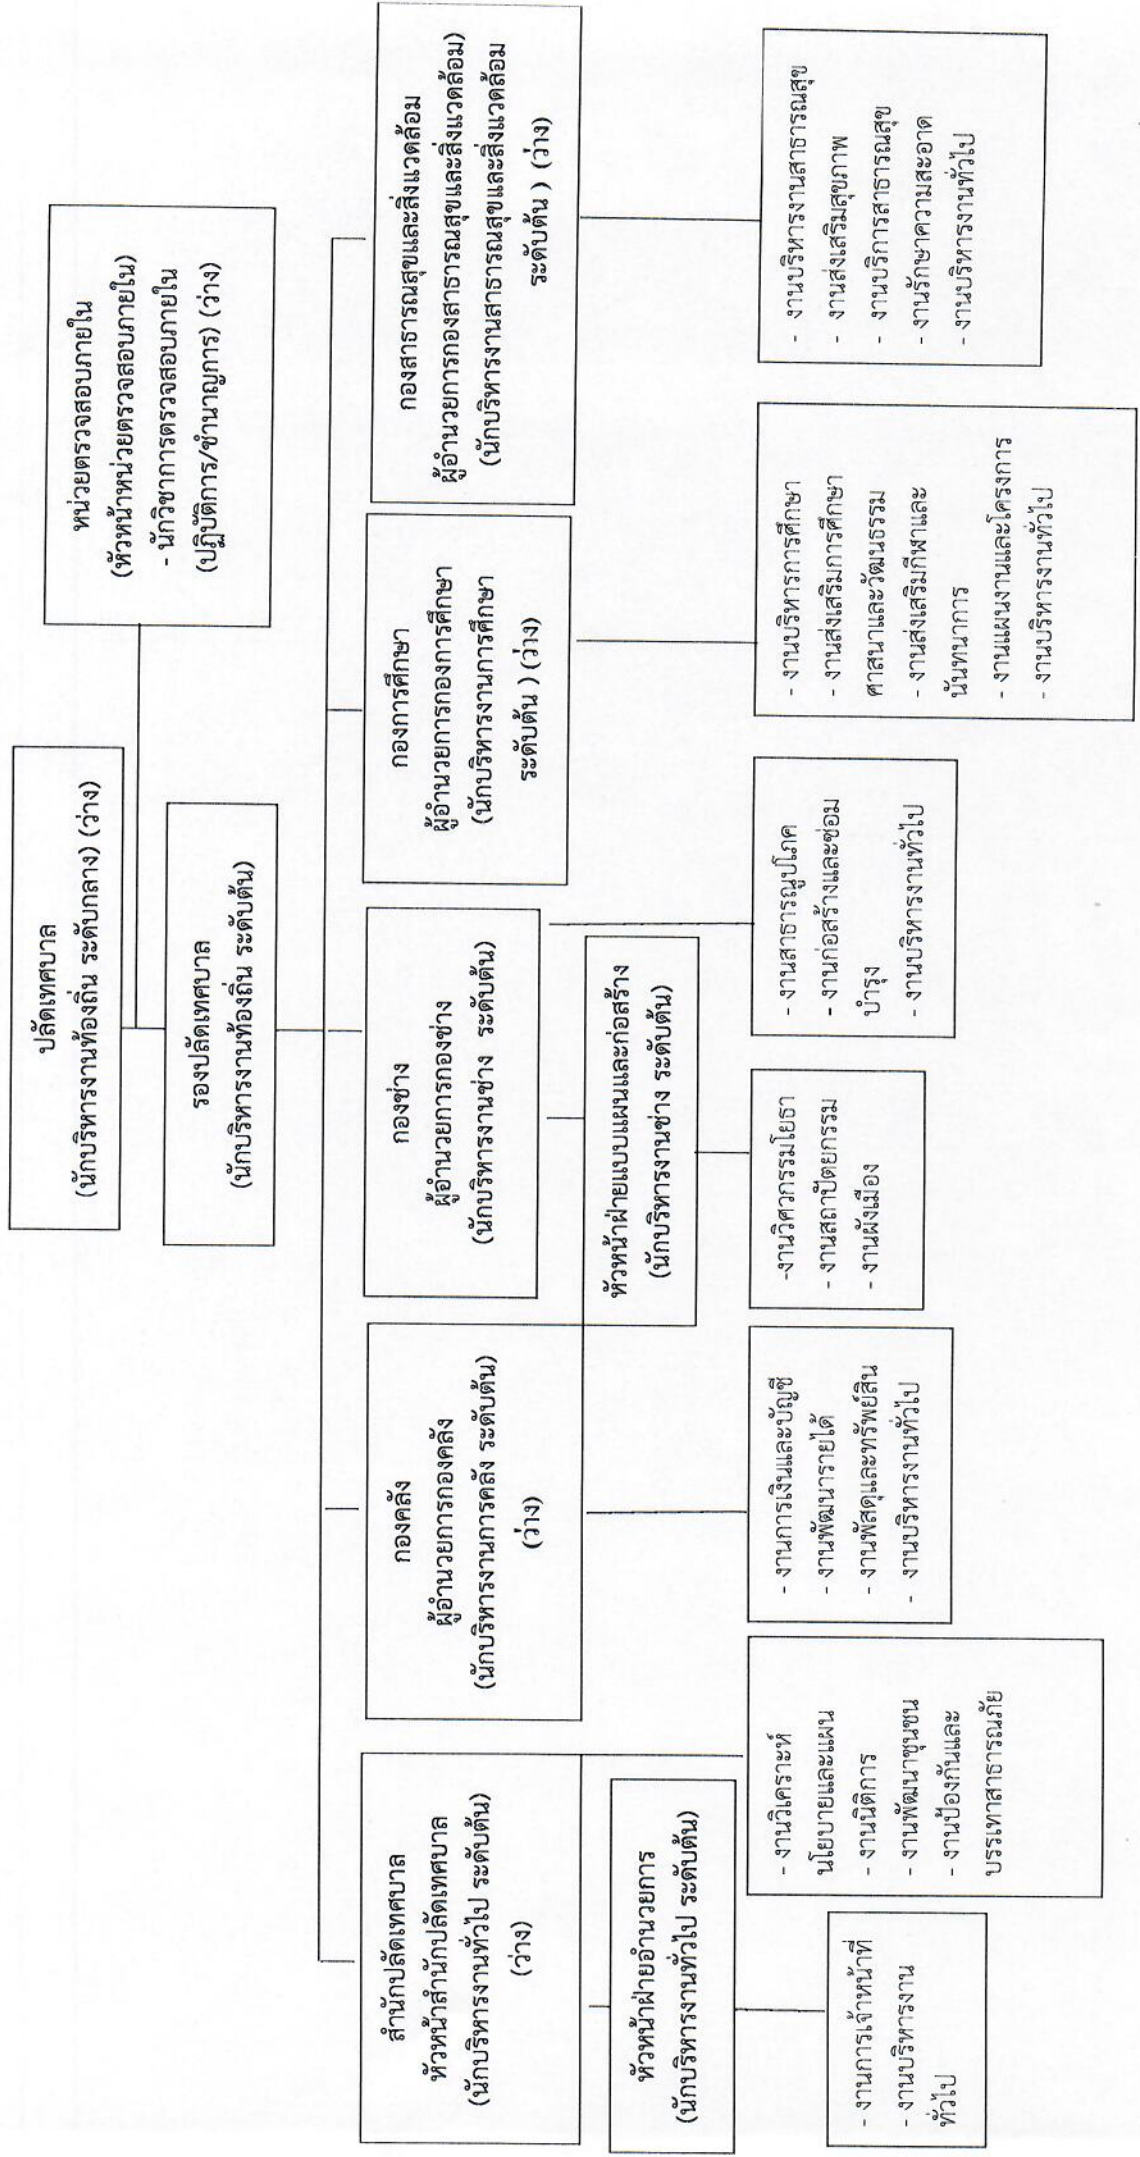 ปลัดเทศบาล
(นักบริหารงานท้องถิ่น ระดับกลาง) (ว่าง)
หน่วยตรวจสอบภายใน
(หัวหน้าหน่วยตรวจสอบภายใน)
- นักวิชาการตรวจสอบภายใน
(ปฏิบัติการ/ชำนาญการ) (ว่าง)
รองปลัดเทศบาล
(นักบริหารงานท้องถิ่น ระดับต้น)
สำนักปลัดเทศบาล
หัวหน้าสำนักปลัดเทศบาล
(นักบริหารงานทั่วไป ระดับต้น)
(ว่าง)
กองคลัง
ผู้อำนวยการกองคลัง
(นักบริหารงานการคลัง ระดับต้น)
(ว่าง)
กองช่าง
ผู้อำนวยการกองช่าง
(นักบริหารงานช่าง ระดับต้น)
กองการศึกษา
ผู้อำนวยการกองการศึกษา
(นักบริหารงานการศึกษา
ระดับต้น ) (ว่าง)
กองสาธารณสุขและสิ่งแวดล้อม
ผู้อำนวยการกองสาธารณสุขและสิ่งแวดล้อม)
(นักบริหารงานสาธารณสุขและสิ่งแวดล้อม
ระดับต้น ) (ว่าง)
หัวหน้าฝ่ายอำนวยการ
(นักบริหารงานทั่วไป ระดับต้น)
หัวหน้าฝ่ายแบบแผนและก่อสร้าง
(นักบริหารงานช่าง ระดับต้น)
- งานการเจ้าหน้าที่
- งานบริหารงาน
ทั่วไป
- งานวิเคราะห์
นโยบายและแผน
- งานนิติการ
- งานพัฒนาชุมชน
- งานป้องกันและ
บรรเทาสาธารณภัย
- งานการเงินและบัญชี
- งานพัฒนารายได้
- งานพัสดุและทรัพย์สิน
- งานบริหารงานทั่วไป
-งานวิศวกรรมโยธา
- งานสถาปัตยกรรม
- งานผังเมือง
- งานสาธารณูปโภค
- งานก่อสร้างและซ่อม
บำรุง
- งานบริหารงานทั่วไป
- งานบริหารการศึกษา
- งานส่งเสริมการศึกษา
ศาสนาและวัฒนธรรม
- งานส่งเสริมกีฬาและ
นันทนาการ
- งานแผนงานและโครงการ
- งานบริหารงานทั่วไป
- งานบริหารงานสาธารณสุข
- งานส่งเสริมสุขภาพ
- งานบริการสาธารณสุข
- งานรักษาความสะอาด
- งานบริหารงานทั่วไป